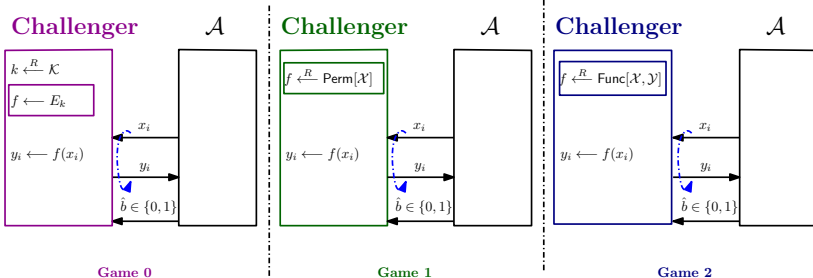 Challenger 𝒜
k ←ᴿ 𝒦
f ← E_k
x_i
y_i ← f(x_i)
y_i
b̂ ∈ {0, 1}
Game 0
Challenger 𝒜
f ←ᴿ Perm[𝒳]
x_i
y_i ← f(x_i)
y_i
b̂ ∈ {0, 1}
Game 1
Challenger 𝒜
f ←ᴿ Func[𝒳, 𝒴]
x_i
y_i ← f(x_i)
y_i
b̂ ∈ {0, 1}
Game 2